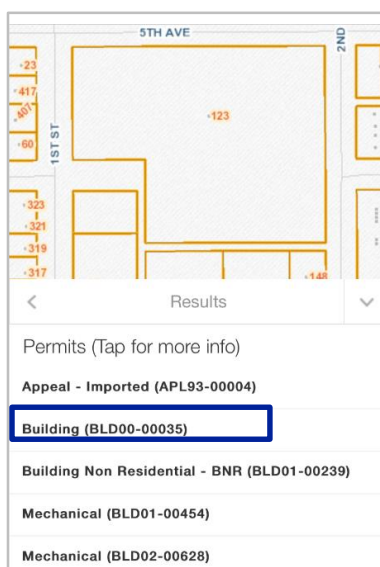 5TH AVE
2ND
23
417
407
123
1ST ST
60
323
321
319
317
148
Results
Permits (Tap for more info)
Appeal - Imported (APL93-00004)
Building (BLD00-00035)
Building Non Residential - BNR (BLD01-00239)
Mechanical (BLD01-00454)
Mechanical (BLD02-00628)